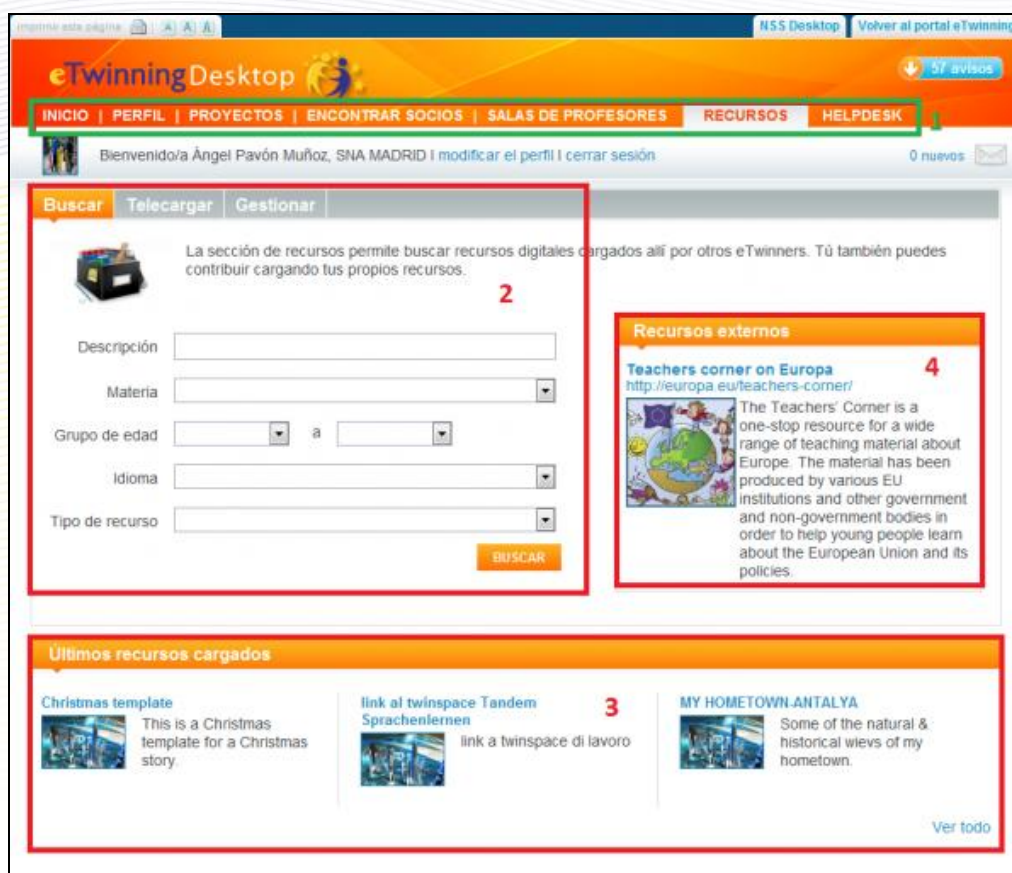 imprimir esta página A A A
NSS Desktop Volver al portal eTwinning
eTwinning Desktop
57 avisos
INICIO | PERFIL | PROYECTOS | ENCONTRAR SOCIOS | SALAS DE PROFESORES RECURSOS HELPDESK 1
Bienvenido/a Ángel Pavón Muñoz, SNA MADRID I modificar el perfil I cerrar sesión
0 nuevos
Buscar Telecargar Gestionar
La sección de recursos permite buscar recursos digitales cargados allí por otros eTwinners. Tú también puedes
contribuir cargando tus propios recursos.
2
Descripción
Materia
Grupo de edad a
Idioma
Tipo de recurso
BUSCAR
Recursos externos
4
Teachers corner on Europa
http://europa.eu/teachers-corner/
The Teachers' Corner is a
one-stop resource for a wide
range of teaching material about
Europe. The material has been
produced by various EU
institutions and other government
and non-government bodies in
order to help young people learn
about the European Union and its
policies.
Últimos recursos cargados
3
Christmas template
This is a Christmas
template for a Christmas
story.
link al twinspace Tandem
Sprachenlernen
link a twinspace di lavoro
MY HOMETOWN-ANTALYA
Some of the natural &
historical wievs of my
hometown.
Ver todo